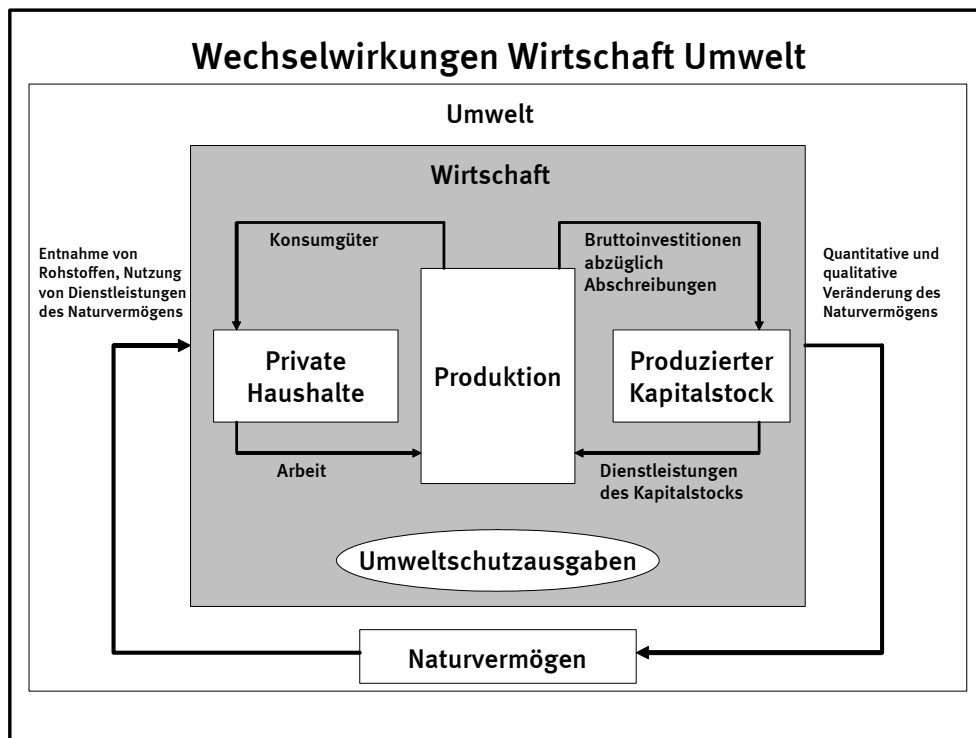 Wechselwirkungen Wirtschaft Umwelt
Umwelt
Wirtschaft
Entnahme von
Rohstoffen, Nutzung
von Dienstleistungen
des Naturvermögens
Konsumgüter
Bruttoinvestitionen
abzüglich
Abschreibungen
Quantitative und
qualitative
Veränderung des
Naturvermögens
Private
Haushalte
Produktion
Produzierter
Kapitalstock
Arbeit
Dienstleistungen
des Kapitalstocks
Umweltschutzausgaben
Naturvermögen